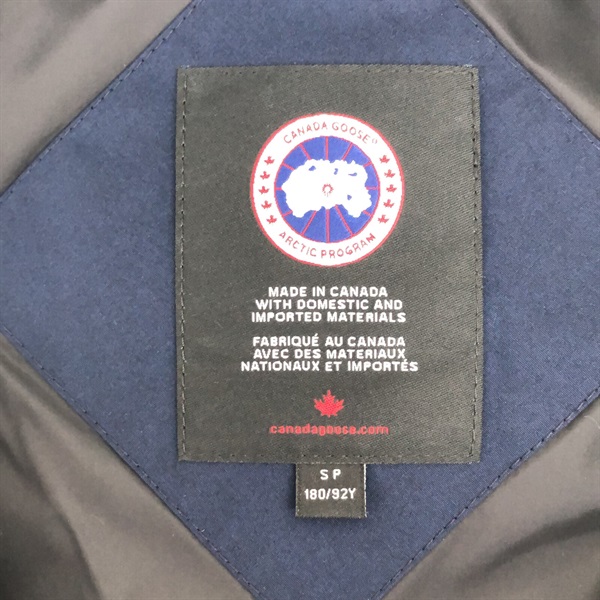 CANADA GOOSE
ARCTIC PROGRAM
MADE IN CANADA
WITH DOMESTIC AND
IMPORTED MATERIALS
FABRIQUÉ AU CANADA
AVEC DES MATERIAUX
NATIONAUX ET IMPORTÉS
canadagoose.com
S P
180/92Y